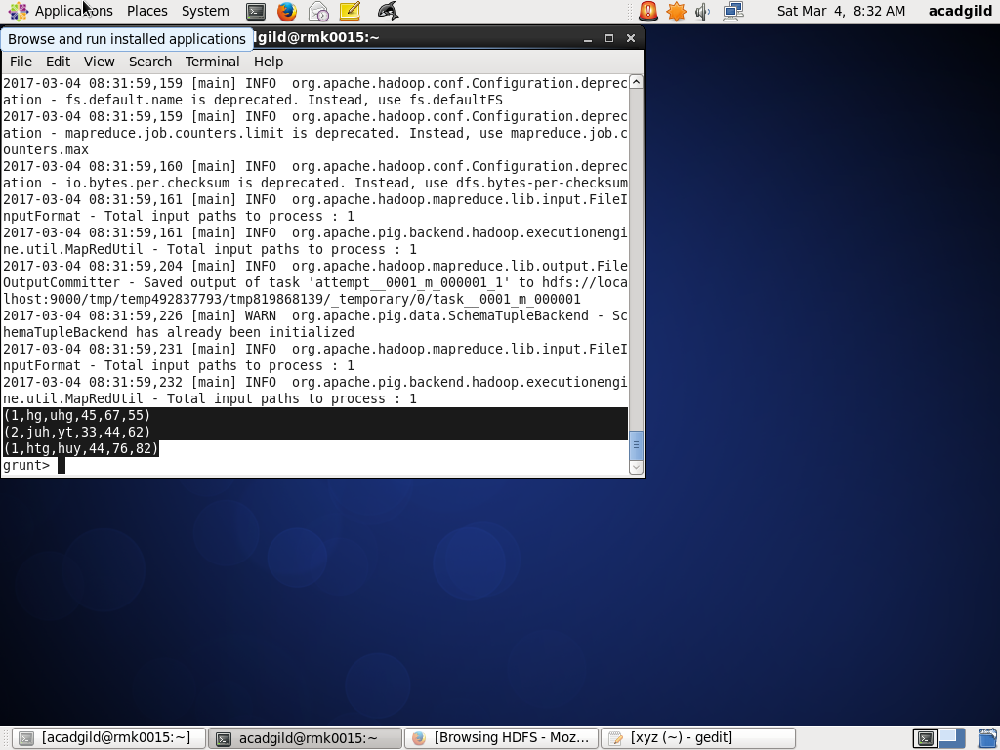 Applications Places System Sat Mar 4, 8:32 AM acadgild
Browse and run installed applications
dgild@rmk0015:~
File Edit View Search Terminal Help
2017-03-04 08:31:59,159 [main] INFO  org.apache.hadoop.conf.Configuration.deprec
ation - fs.default.name is deprecated. Instead, use fs.defaultFS
2017-03-04 08:31:59,159 [main] INFO  org.apache.hadoop.conf.Configuration.deprec
ation - mapreduce.job.counters.limit is deprecated. Instead, use mapreduce.job.c
ounters.max
2017-03-04 08:31:59,160 [main] INFO  org.apache.hadoop.conf.Configuration.deprec
ation - io.bytes.per.checksum is deprecated. Instead, use dfs.bytes-per-checksum
2017-03-04 08:31:59,161 [main] INFO  org.apache.hadoop.mapreduce.lib.input.FileI
nputFormat - Total input paths to process : 1
2017-03-04 08:31:59,161 [main] INFO  org.apache.pig.backend.hadoop.executionengi
ne.util.MapRedUtil - Total input paths to process : 1
2017-03-04 08:31:59,204 [main] INFO  org.apache.hadoop.mapreduce.lib.output.File
OutputCommitter - Saved output of task 'attempt__0001_m_000001_1' to hdfs://loca
lhost:9000/tmp/temp492837793/tmp819868139/_temporary/0/task__0001_m_000001
2017-03-04 08:31:59,226 [main] WARN  org.apache.pig.data.SchemaTupleBackend - Sc
hemaTupleBackend has already been initialized
2017-03-04 08:31:59,231 [main] INFO  org.apache.hadoop.mapreduce.lib.input.FileI
nputFormat - Total input paths to process : 1
2017-03-04 08:31:59,232 [main] INFO  org.apache.pig.backend.hadoop.executionengi
ne.util.MapRedUtil - Total input paths to process : 1
(1,hg,uhg,45,67,55)
(2,juh,yt,33,44,62)
(1,htg,huy,44,76,82)
grunt>
[acadgild@rmk0015:~] acadgild@rmk0015:~ [Browsing HDFS - Moz... [xyz (~) - gedit]